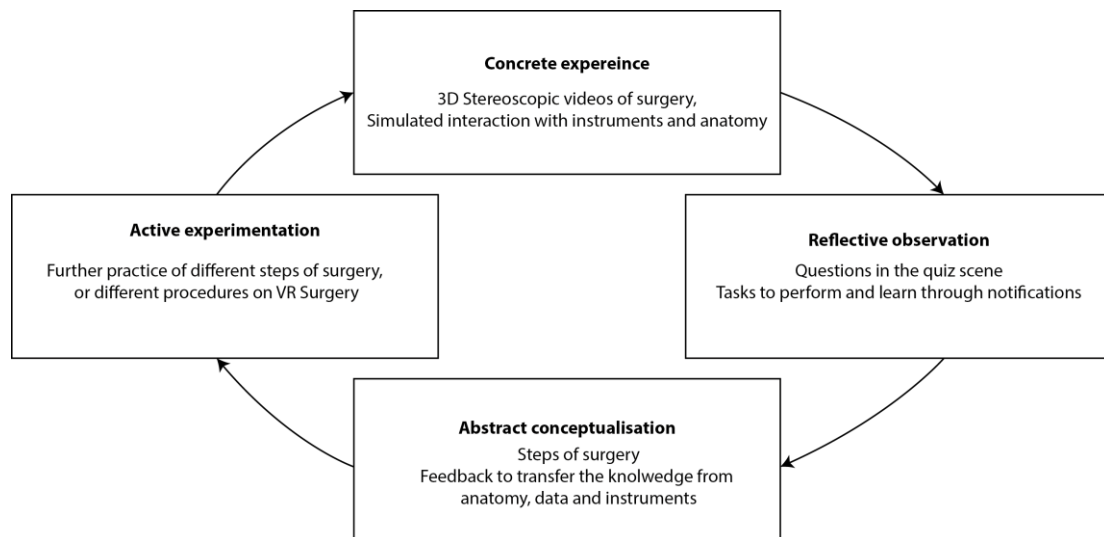 Concrete expereince
3D Stereoscopic videos of surgery,
Simulated interaction with instruments and anatomy
Active experimentation
Further practice of different steps of surgery,
or different procedures on VR Surgery
Reflective observation
Questions in the quiz scene
Tasks to perform and learn through notifications
Abstract conceptualisation
Steps of surgery
Feedback to transfer the knolwedge from
anatomy, data and instruments